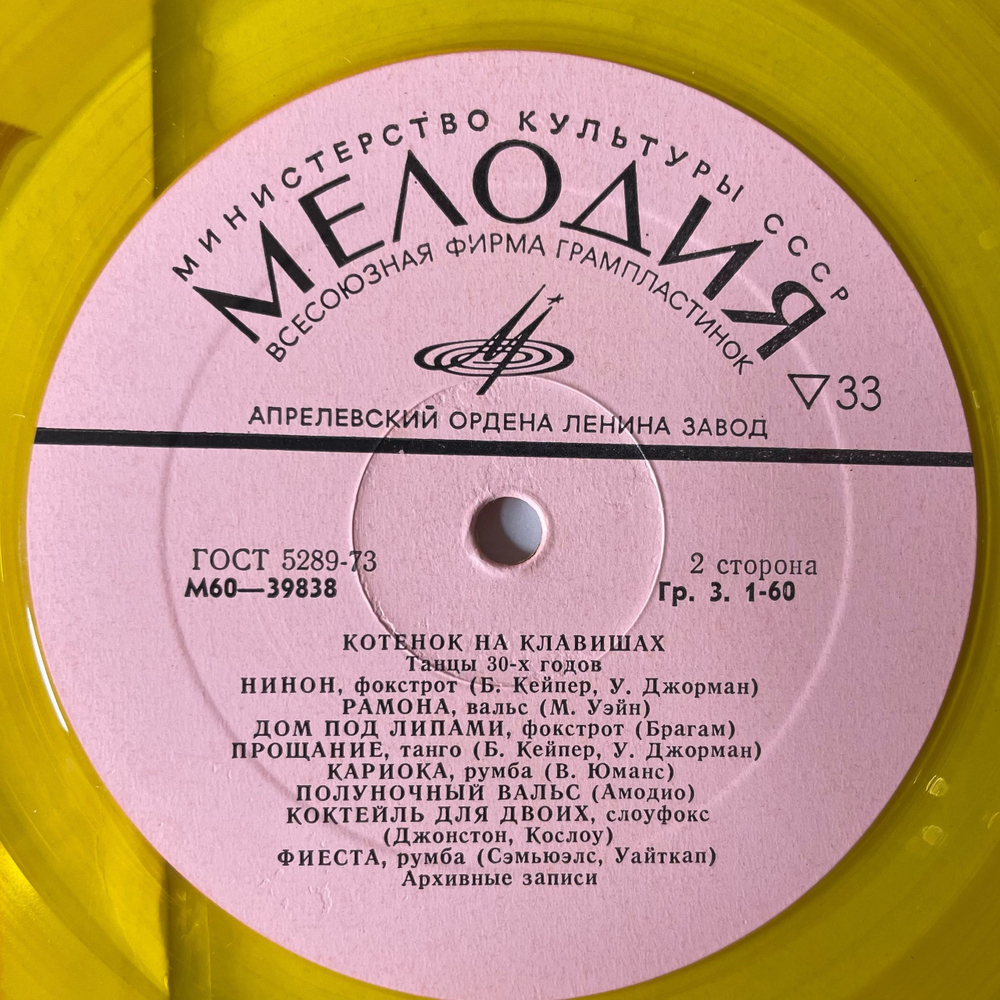 МИНИСТЕРСТВО КУЛЬТУРЫ СССР
МЕЛОДИЯ
ВСЕСОЮЗНАЯ ФИРМА ГРАМПЛАСТИНОК
▽33
АПРЕЛЕВСКИЙ ОРДЕНА ЛЕНИНА ЗАВОД
ГОСТ 5289-73
2 сторона
М60—39838
Гр. 3. 1-60
КОТЕНОК НА КЛАВИШАХ
Танцы 30-х годов
НИНОН, фокстрот (Б. Кейпер, У. Джорман)
РАМОНА, вальс (М. Уэйн)
ДОМ ПОД ЛИПАМИ, фокстрот (Брагам)
ПРОЩАНИЕ, танго (Б. Кейпер, У. Джорман)
КАРИОКА, румба (В. Юманс)
ПОЛУНОЧНЫЙ ВАЛЬС (Амодио)
КОКТЕЙЛЬ ДЛЯ ДВОИХ, слоуфокс
(Джонстон, Кослоу)
ФИЕСТА, румба (Сэмьюэлс, Уайткап)
Архивные записи